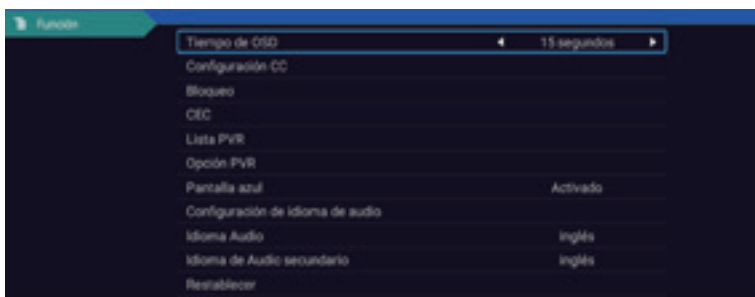 Función
Tiempo de OSD 15 segundos
Configuración CC
Bloqueo
CEC
Lista PVR
Opción PVR
Pantalla azul Activado
Configuración de idioma de audio
Idioma Audio inglés
Idioma de Audio secundario inglés
Restablecer